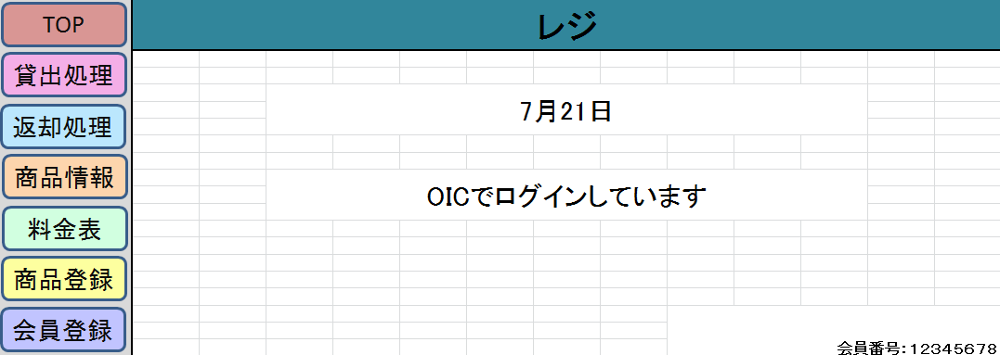 TOP
貸出処理
返却処理
商品情報
料金表
商品登録
会員登録
レジ
7月21日
OICでログインしています
会員番号：12345678